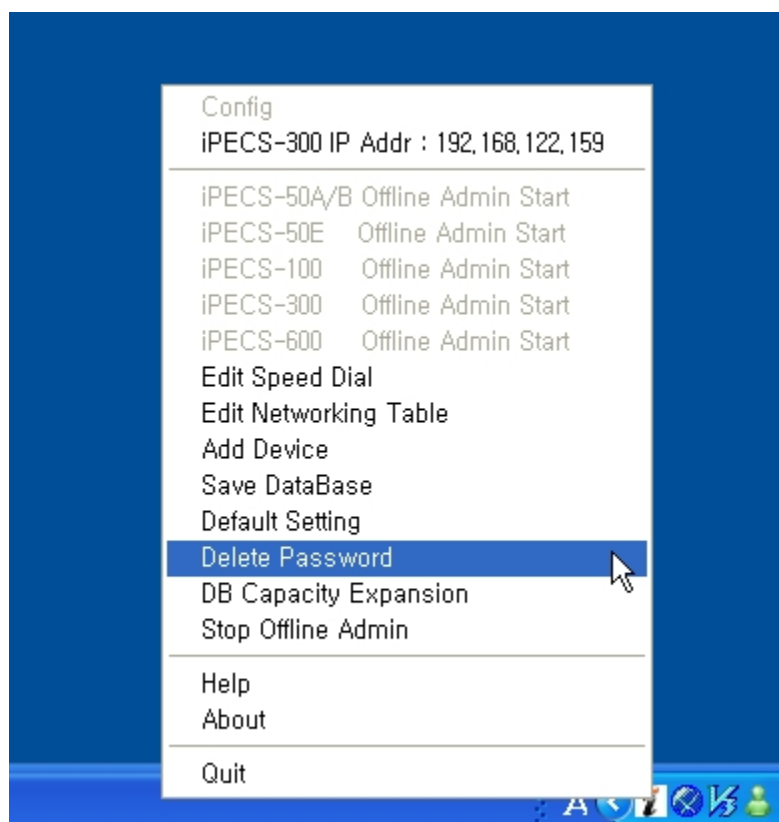 Config
iPECS-300 IP Addr : 192,168,122,159
iPECS-50A/B Offline Admin Start
iPECS-50E Offline Admin Start
iPECS-100 Offline Admin Start
iPECS-300 Offline Admin Start
iPECS-600 Offline Admin Start
Edit Speed Dial
Edit Networking Table
Add Device
Save DataBase
Default Setting
Delete Password
DB Capacity Expansion
Stop Offline Admin
Help
About
Quit
A